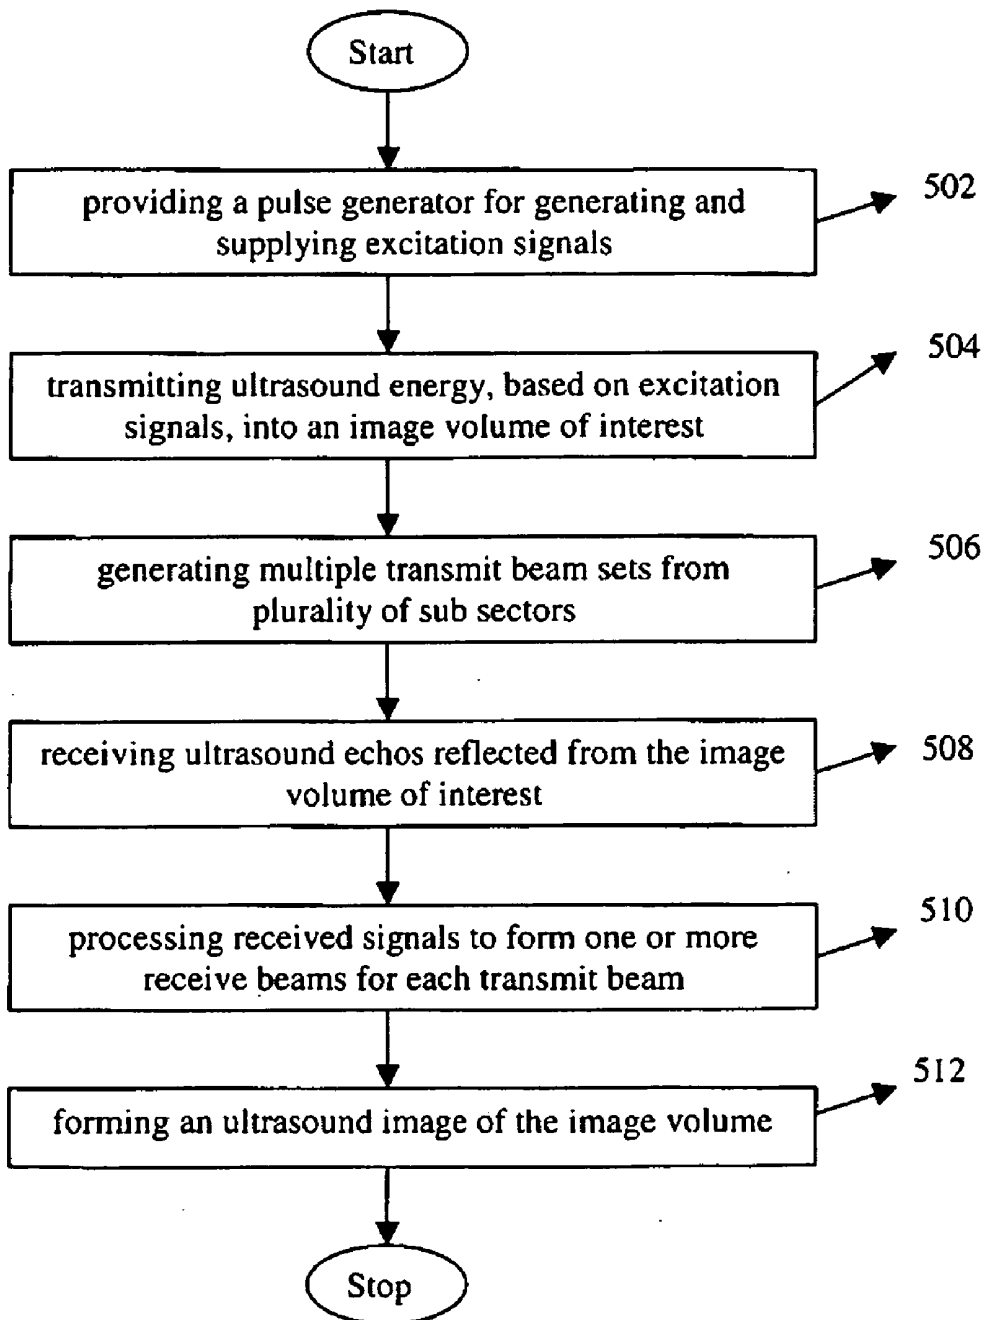 Start
providing a pulse generator for generating and
supplying excitation signals
502
transmitting ultrasound energy, based on excitation
signals, into an image volume of interest
504
generating multiple transmit beam sets from
plurality of sub sectors
506
receiving ultrasound echos reflected from the image
volume of interest
508
processing received signals to form one or more
receive beams for each transmit beam
510
forming an ultrasound image of the image volume
512
Stop